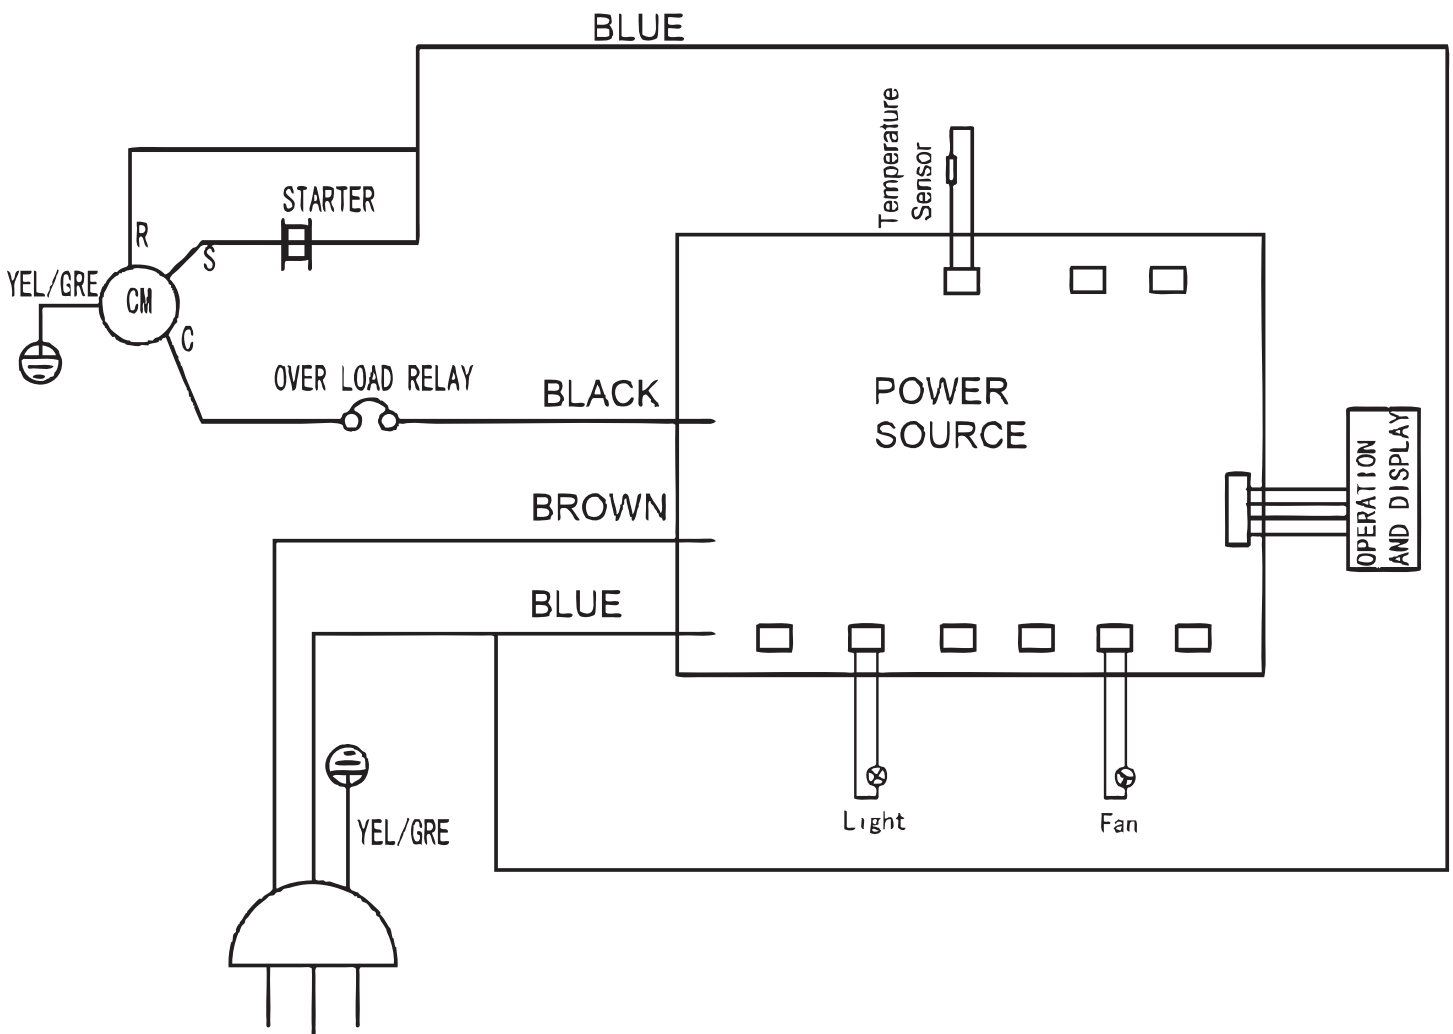 BLUE
Temperature
Sensor
STARTER
R
S
YEL/GRE
CM
C
OVER LOAD RELAY
BLACK
POWER
SOURCE
OPERATION
AND DISPLAY
BROWN
BLUE
YEL/GRE
Light
Fan